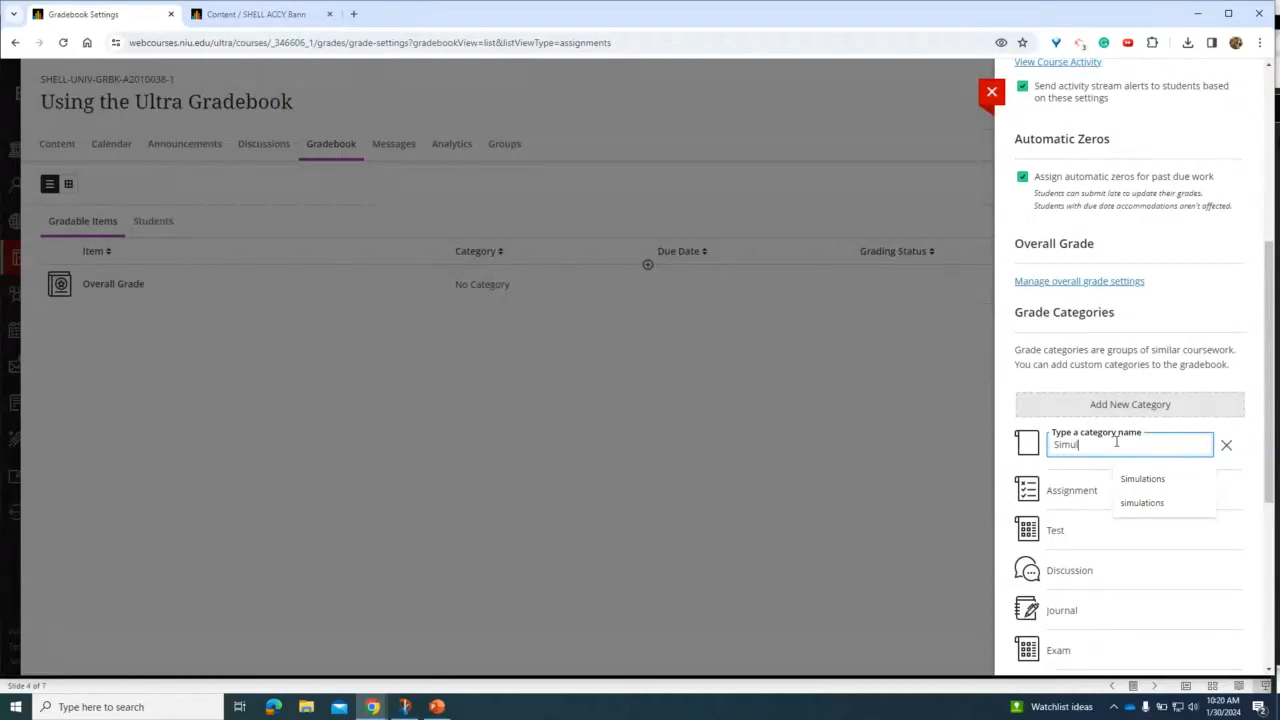 Gradebook Settings
Content / SHELL ACCY Bann
webcourses.niu.edu/ultra/courses/_346606_1/grades/grade-settings?gradebookView=list&listViewType=assignments
3
SHELL-UNIV-GRBK-A2010038-1
Using the Ultra Gradebook
Content Calendar Announcements Discussions Gradebook Messages Analytics Groups
Gradable Items Students
Item Category Due Date Grading Status
Overall Grade No Category
View Course Activity
Send activity stream alerts to students based
on these settings
Automatic Zeros
Assign automatic zeros for past due work
Students can submit late to update their grades.
Students with due date accommodations aren't affected.
Overall Grade
Manage overall grade settings
Grade Categories
Grade categories are groups of similar coursework.
You can add custom categories to the gradebook.
Add New Category
Type a category name
Simul
Simulations
simulations
Assignment
Test
Discussion
Journal
Exam
Slide 4 of 7
Type here to search
Watchlist ideas
10:20 AM
1/30/2024
2